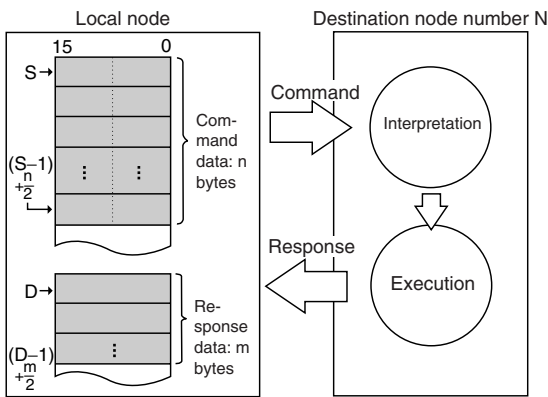 Local node
15 0
S
Com-
mand
data: n
bytes
(S–1)
+n/2
D
Re-
sponse
data: m
bytes
(D–1)
+m/2
Command
Response
Destination node number N
Interpretation
Execution